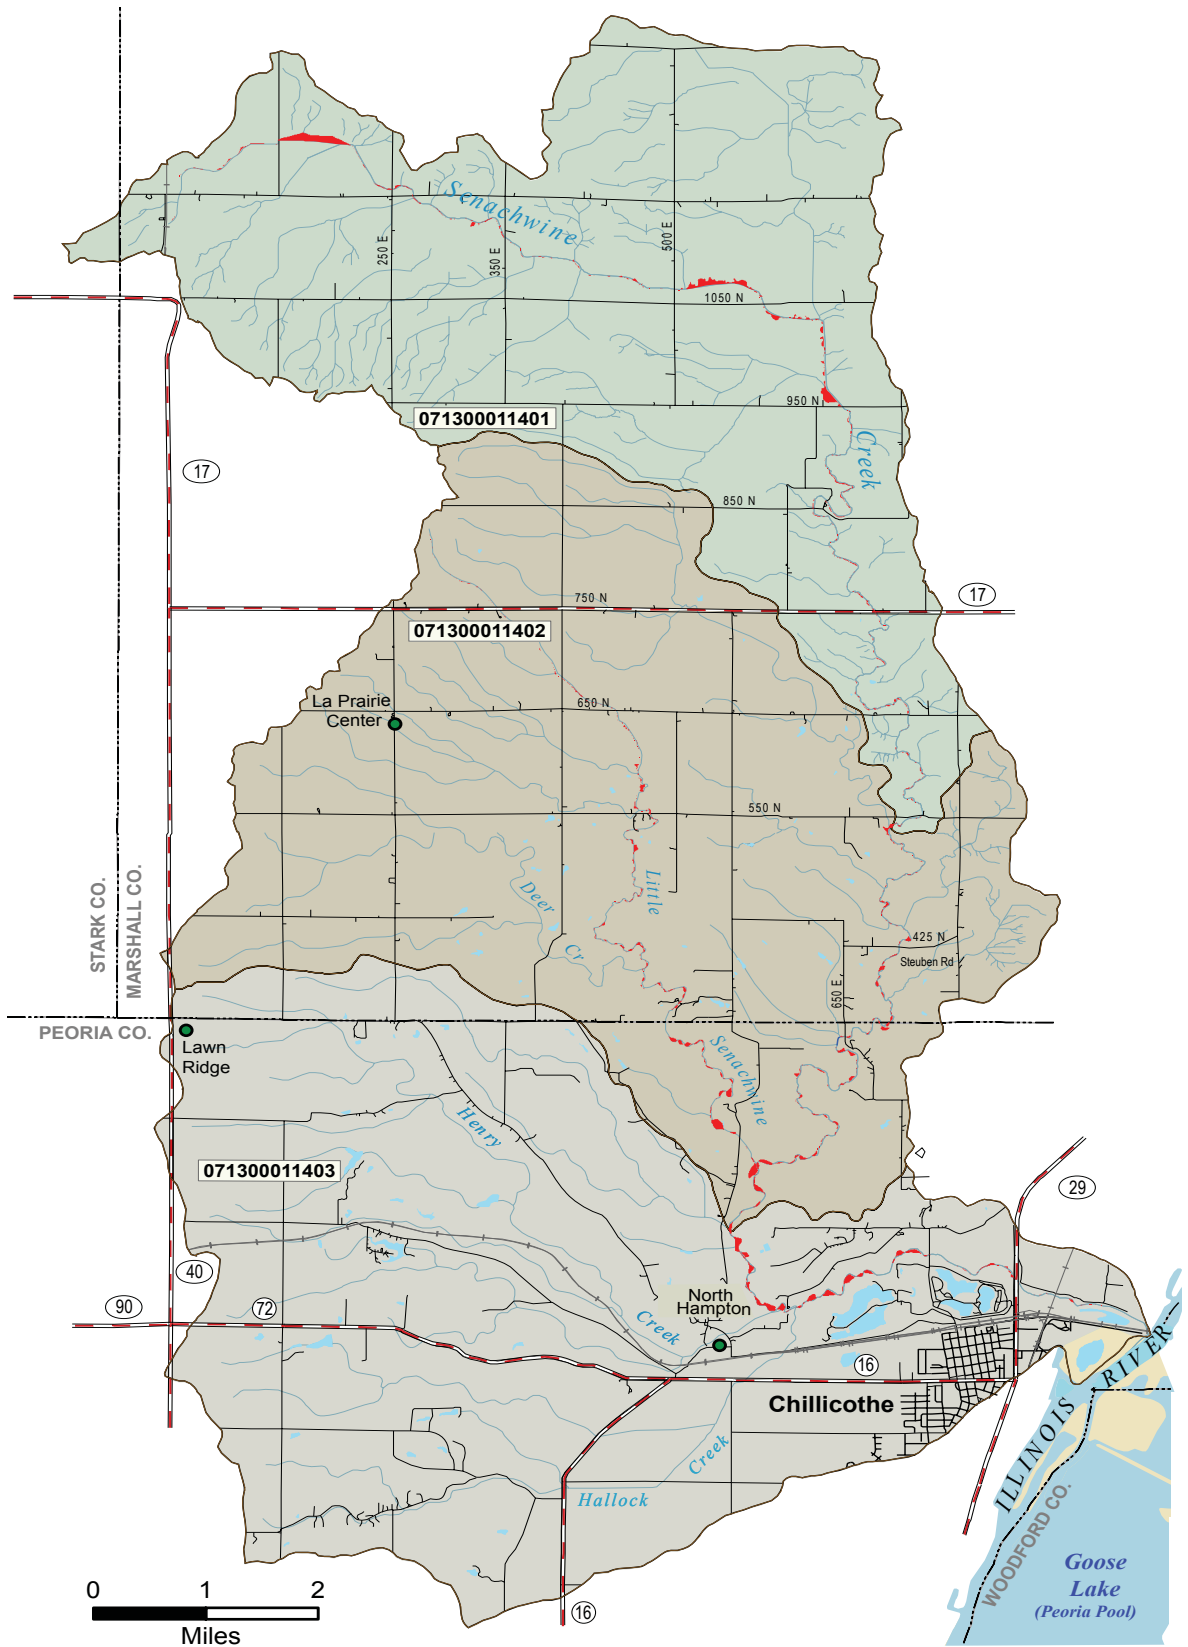 Senachwine
250 E
350 E
500 E
1050 N
950 N
071300011401
Creek
17
850 N
750 N
17
071300011402
La Prairie
Center
650 N
550 N
Little
Deer
Cr
STARK CO.
MARSHALL CO.
425 N
Steuben Rd
650 E
PEORIA CO.
Lawn
Ridge
Senachwine
Henry
071300011403
29
40
90
72
North
Hampton
Creek
16
Chillicothe
ILLINOIS RIVER
Creek
Hallock
WOODFORD CO.
Goose
Lake
(Peoria Pool)
0 1 2
Miles
16